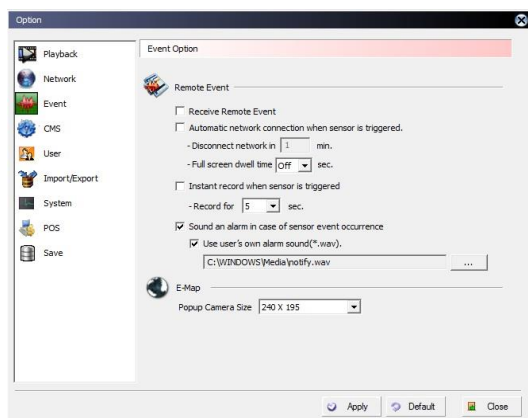 Option
Playback
Network
Event
CMS
User
Import/Export
System
POS
Save
Event Option
Remote Event
Receive Remote Event
Automatic network connection when sensor is triggered.
- Disconnect network in 1 min.
- Full screen dwell time Off sec.
Instant record when sensor is triggered
- Record for 5 sec.
Sound an alarm in case of sensor event occurrence
Use user's own alarm sound(*.wav).
C:\WINDOWS\Media\notify.wav ...
E-Map
Popup Camera Size 240 X 195
Apply Default Close